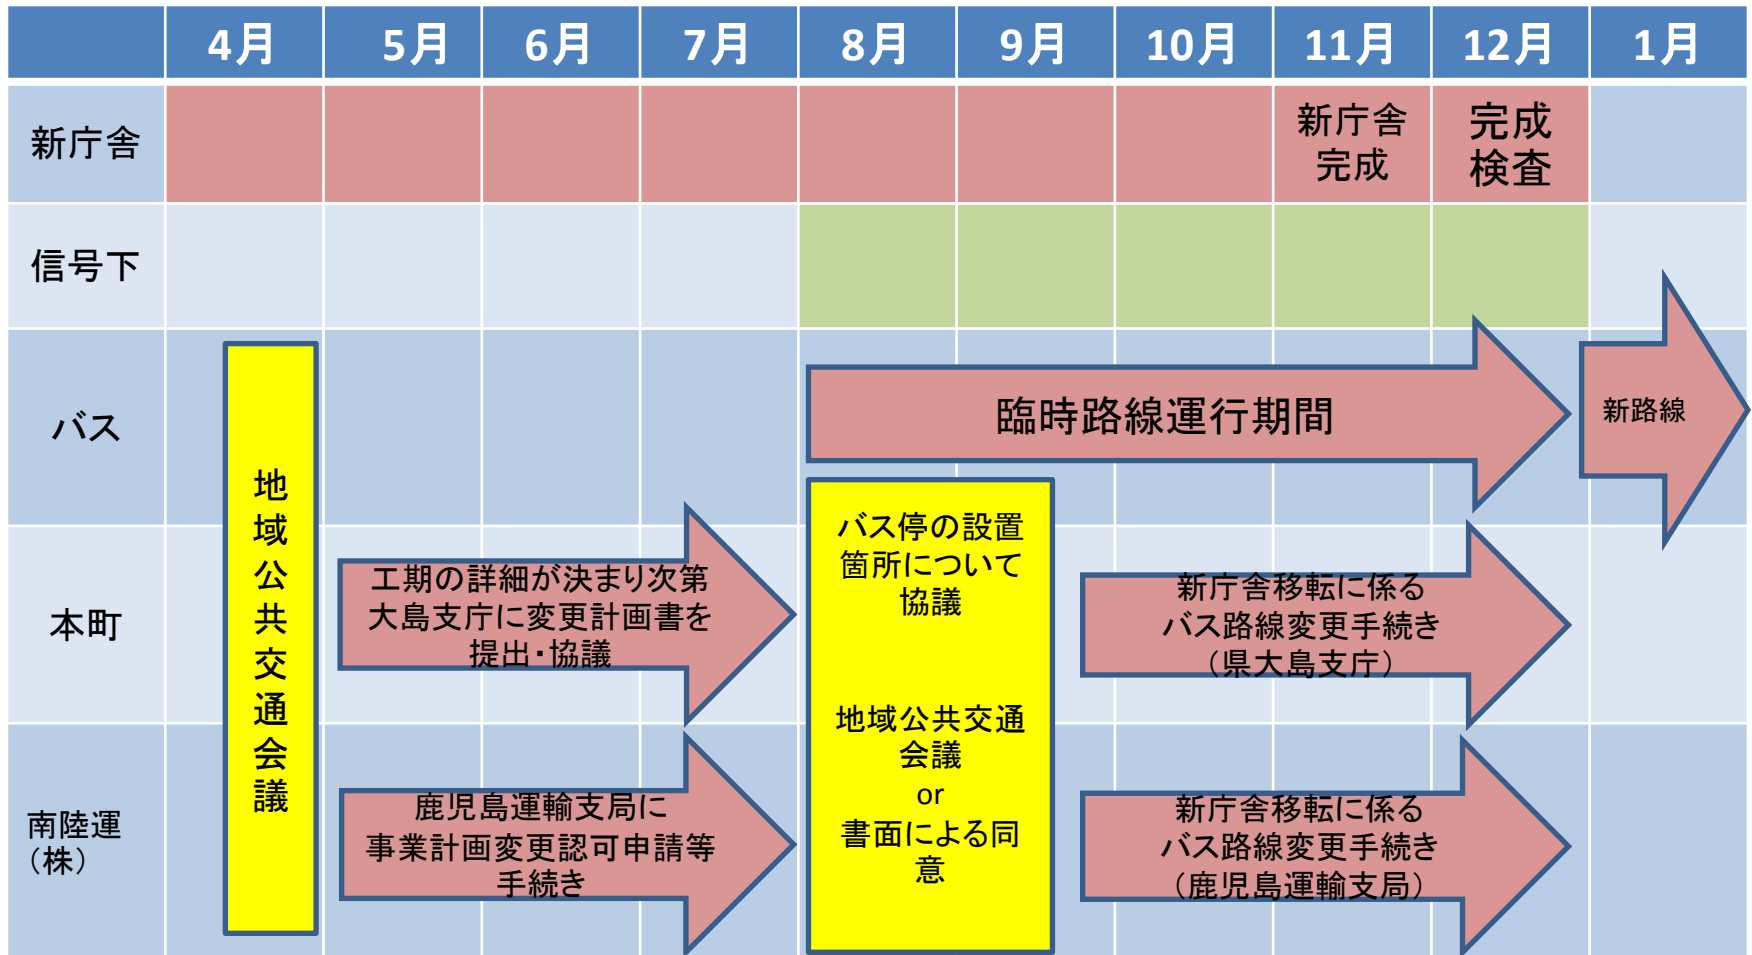 4月 5月 6月 7月 8月 9月 10月 11月 12月 1月
新庁舎
新庁舎
完成
完成
検査
信号下
バス
臨時路線運行期間
新路線
地域公共交通会議
本町
工期の詳細が決まり次第
大島支庁に変更計画書を
提出・協議
バス停の設置
箇所について
協議
地域公共交通
会議
or
書面による同
意
新庁舎移転に係る
バス路線変更手続き
（県大島支庁）
南陸運
（株）
鹿児島運輸支局に
事業計画変更認可申請等
手続き
新庁舎移転に係る
バス路線変更手続き
（鹿児島運輸支局）